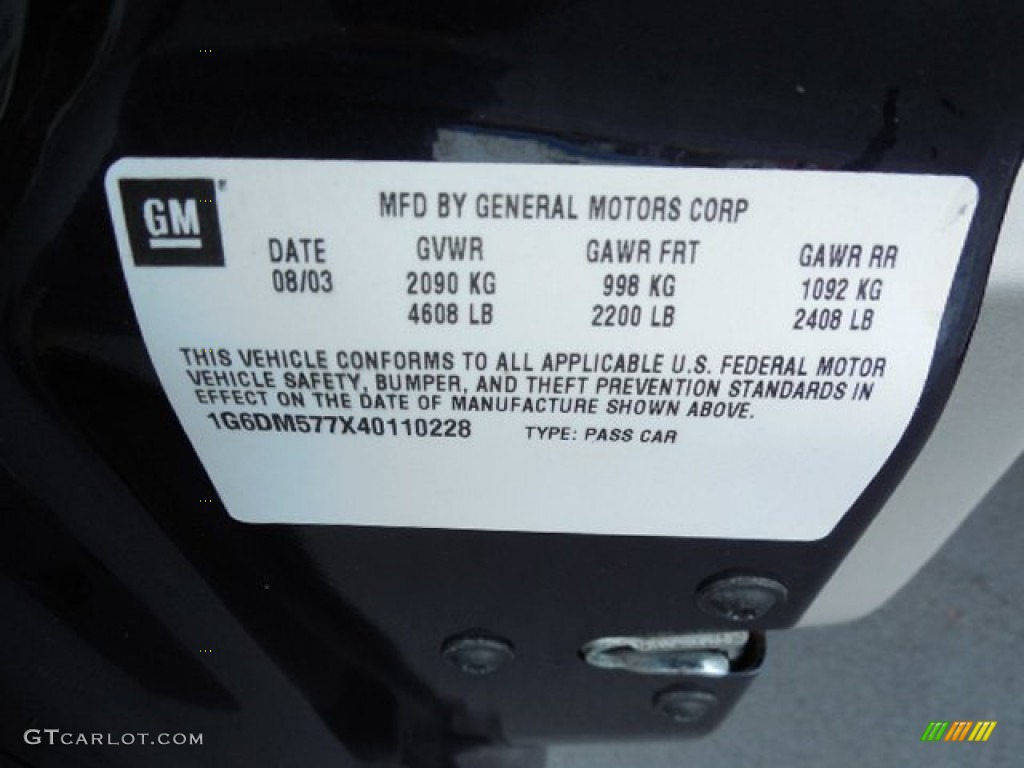 GM
MFD BY GENERAL MOTORS CORP
DATE GVWR GAWR FRT GAWR RR
08/03 2090 KG 998 KG 1092 KG
4608 LB 2200 LB 2408 LB
THIS VEHICLE CONFORMS TO ALL APPLICABLE U.S. FEDERAL MOTOR
VEHICLE SAFETY, BUMPER, AND THEFT PREVENTION STANDARDS IN
EFFECT ON THE DATE OF MANUFACTURE SHOWN ABOVE.
1G6DM577X40110228 TYPE: PASS CAR
GTCARLOT.COM